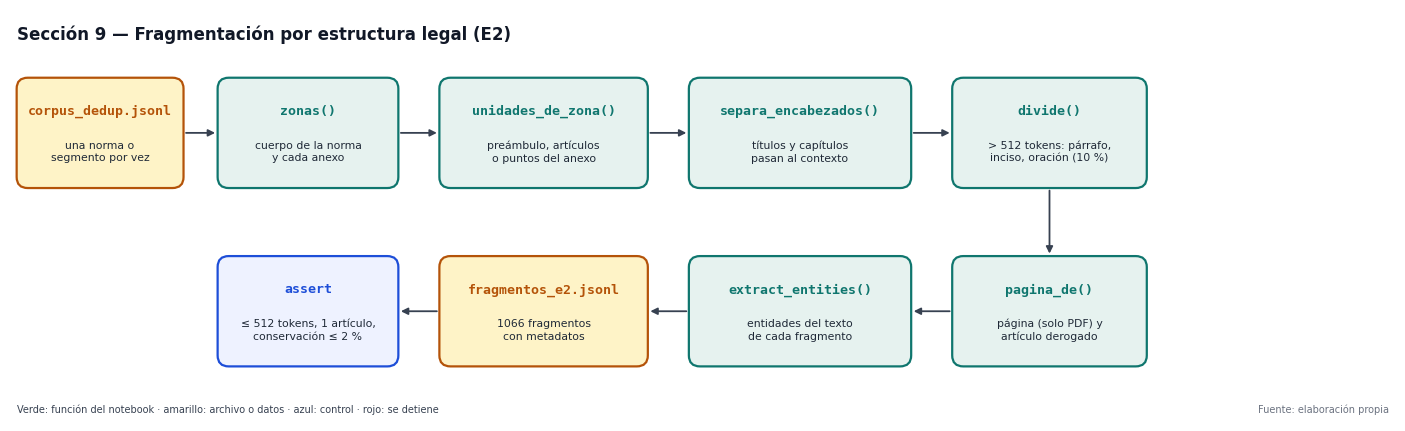 Sección 9 — Fragmentación por estructura legal (E2)
corpus_dedup.jsonl
una norma o
segmento por vez
zonas()
cuerpo de la norma
y cada anexo
unidades_de_zona()
preámbulo, artículos
o puntos del anexo
separa_encabezados()
títulos y capítulos
pasan al contexto
divide()
> 512 tokens: párrafo,
inciso, oración (10 %)
assert
≤ 512 tokens, 1 artículo,
conservación ≤ 2 %
fragmentos_e2.jsonl
1066 fragmentos
con metadatos
extract_entities()
entidades del texto
de cada fragmento
pagina_de()
página (solo PDF) y
artículo derogado
Verde: función del notebook · amarillo: archivo o datos · azul: control · rojo: se detiene
Fuente: elaboración propia